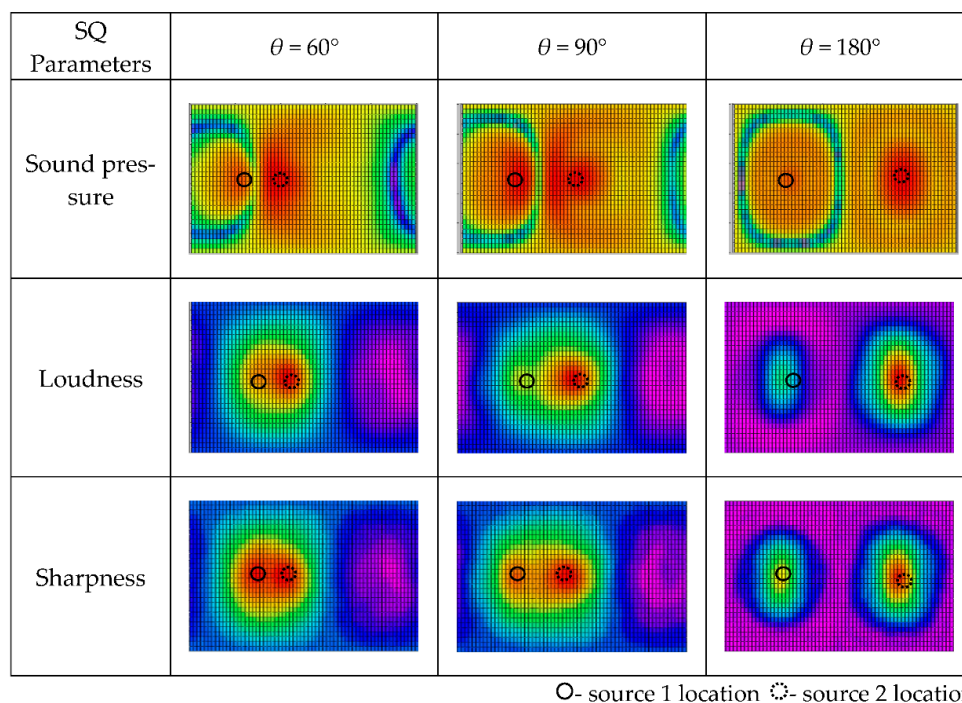 SQ
Parameters
θ = 60°
θ = 90°
θ = 180°
Sound pres-
sure
Loudness
Sharpness
- source 1 location - source 2 locatio